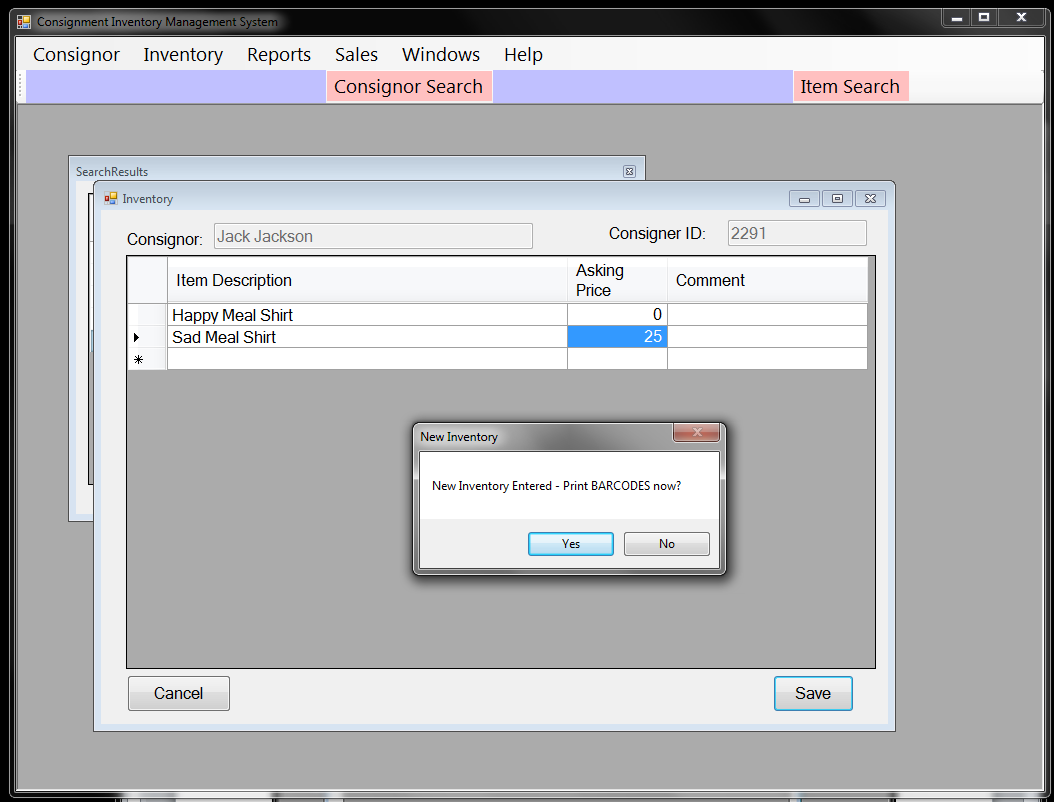 Consignment Inventory Management System
Consignor Inventory Reports Sales Windows Help
Consignor Search Item Search
SearchResults
Inventory
Consignor: Jack Jackson Consigner ID: 2291
Item Description Asking Price Comment
Happy Meal Shirt 0
Sad Meal Shirt 25
New Inventory
New Inventory Entered - Print BARCODES now?
Yes No
Cancel Save